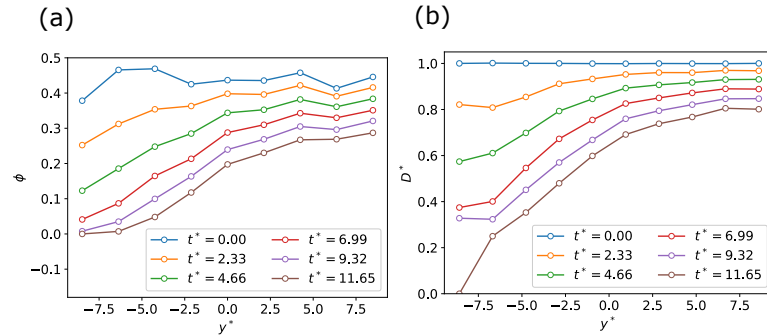 (a)
0.5
0.4
0.3
0.2
0.1
0.0
−0.1
ϕ
t* = 0.00
t* = 2.33
t* = 4.66
t* = 6.99
t* = 9.32
t* = 11.65
−7.5 −5.0 −2.5 0.0 2.5 5.0 7.5
y*
(b)
1.0
0.8
0.6
0.4
0.2
0.0
D*
t* = 0.00
t* = 2.33
t* = 4.66
t* = 6.99
t* = 9.32
t* = 11.65
−7.5 −5.0 −2.5 0.0 2.5 5.0 7.5
y*